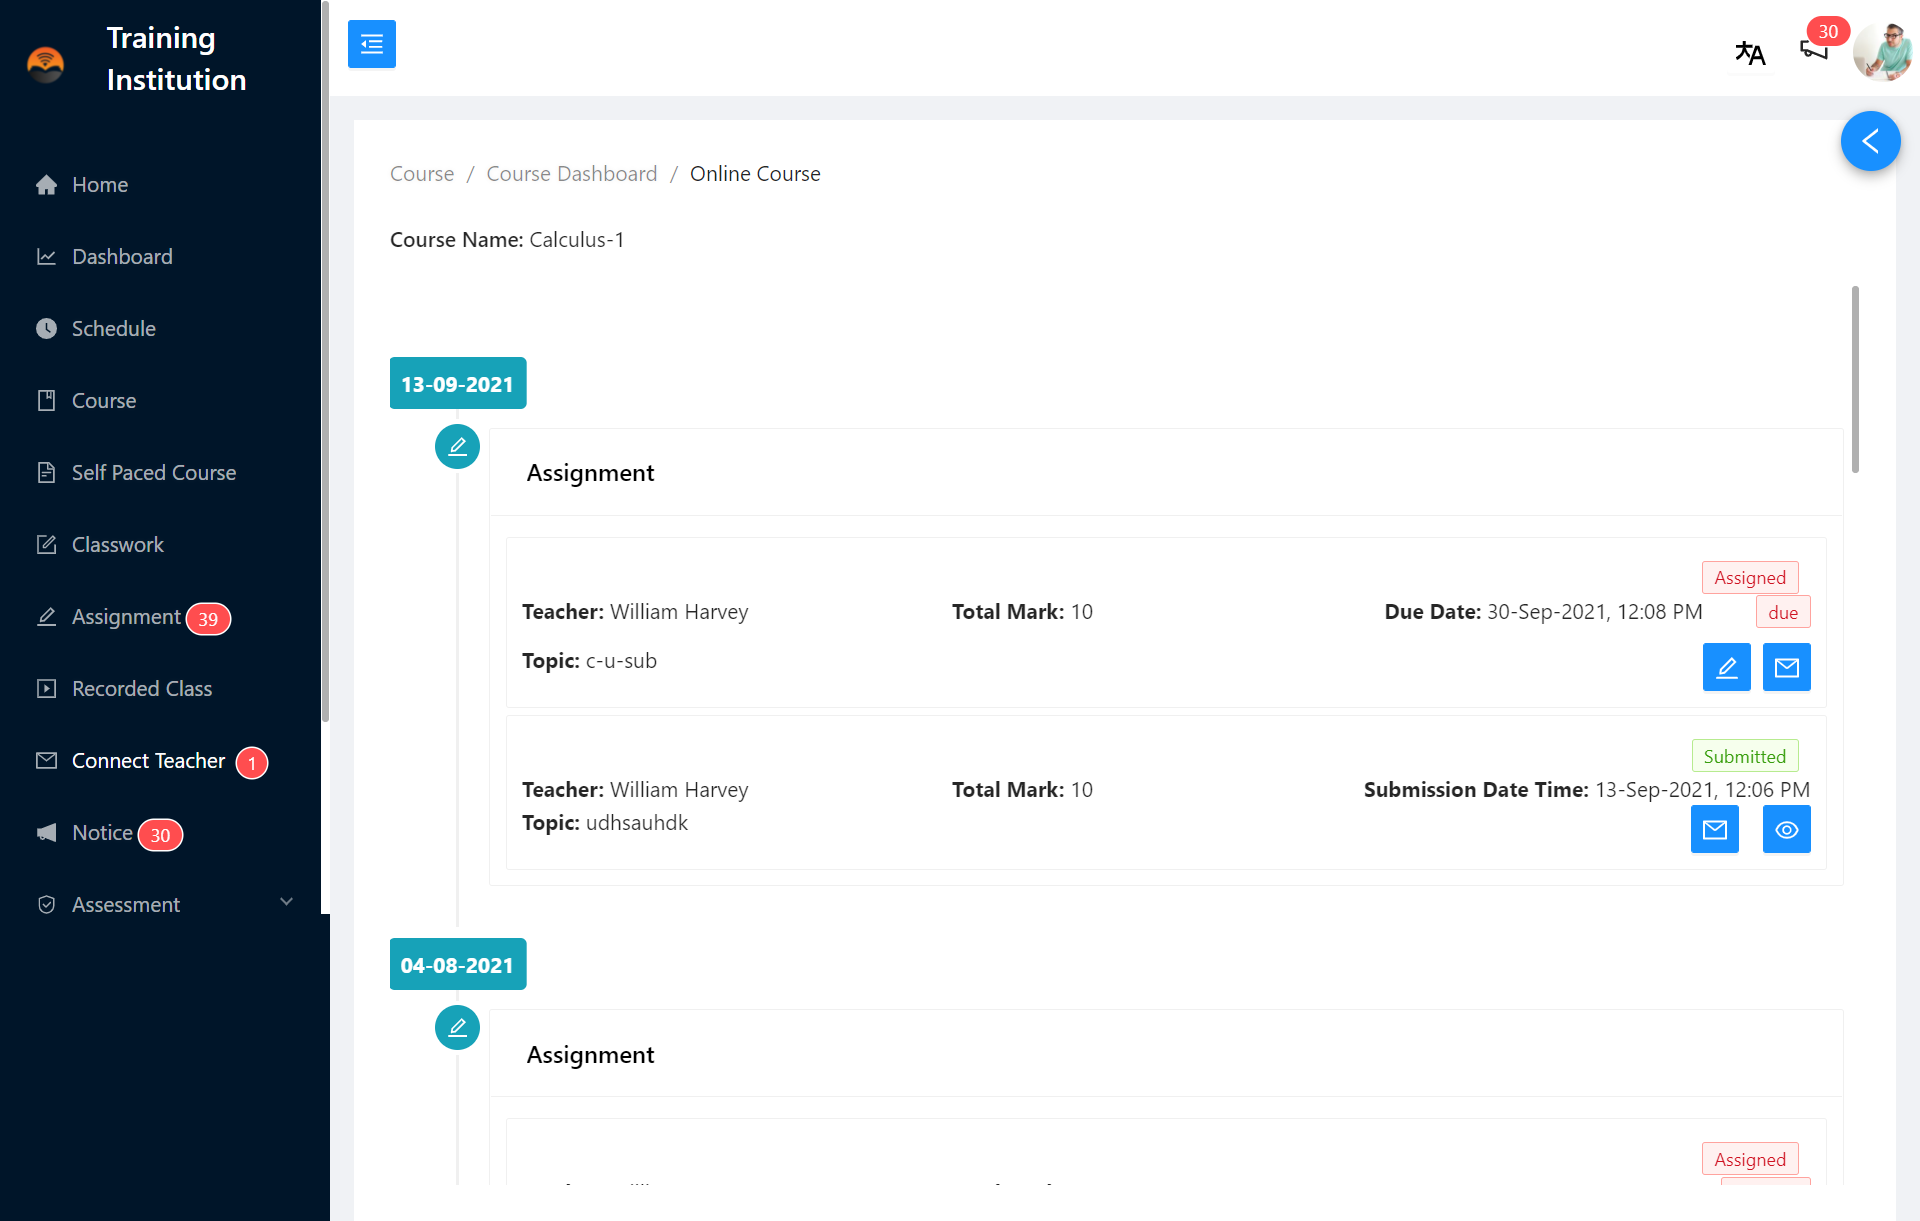 Training
Institution
30
Home
Dashboard
Schedule
Course
Self Paced Course
Classwork
Assignment 39
Recorded Class
Connect Teacher 1
Notice 30
Assessment
Course / Course Dashboard / Online Course
Course Name: Calculus-1
13-09-2021
Assignment
Assigned
Teacher: William Harvey Total Mark: 10 Due Date: 30-Sep-2021, 12:08 PM due
Topic: c-u-sub
Submitted
Teacher: William Harvey Total Mark: 10 Submission Date Time: 13-Sep-2021, 12:06 PM
Topic: udhsauhdk
04-08-2021
Assignment
Assigned